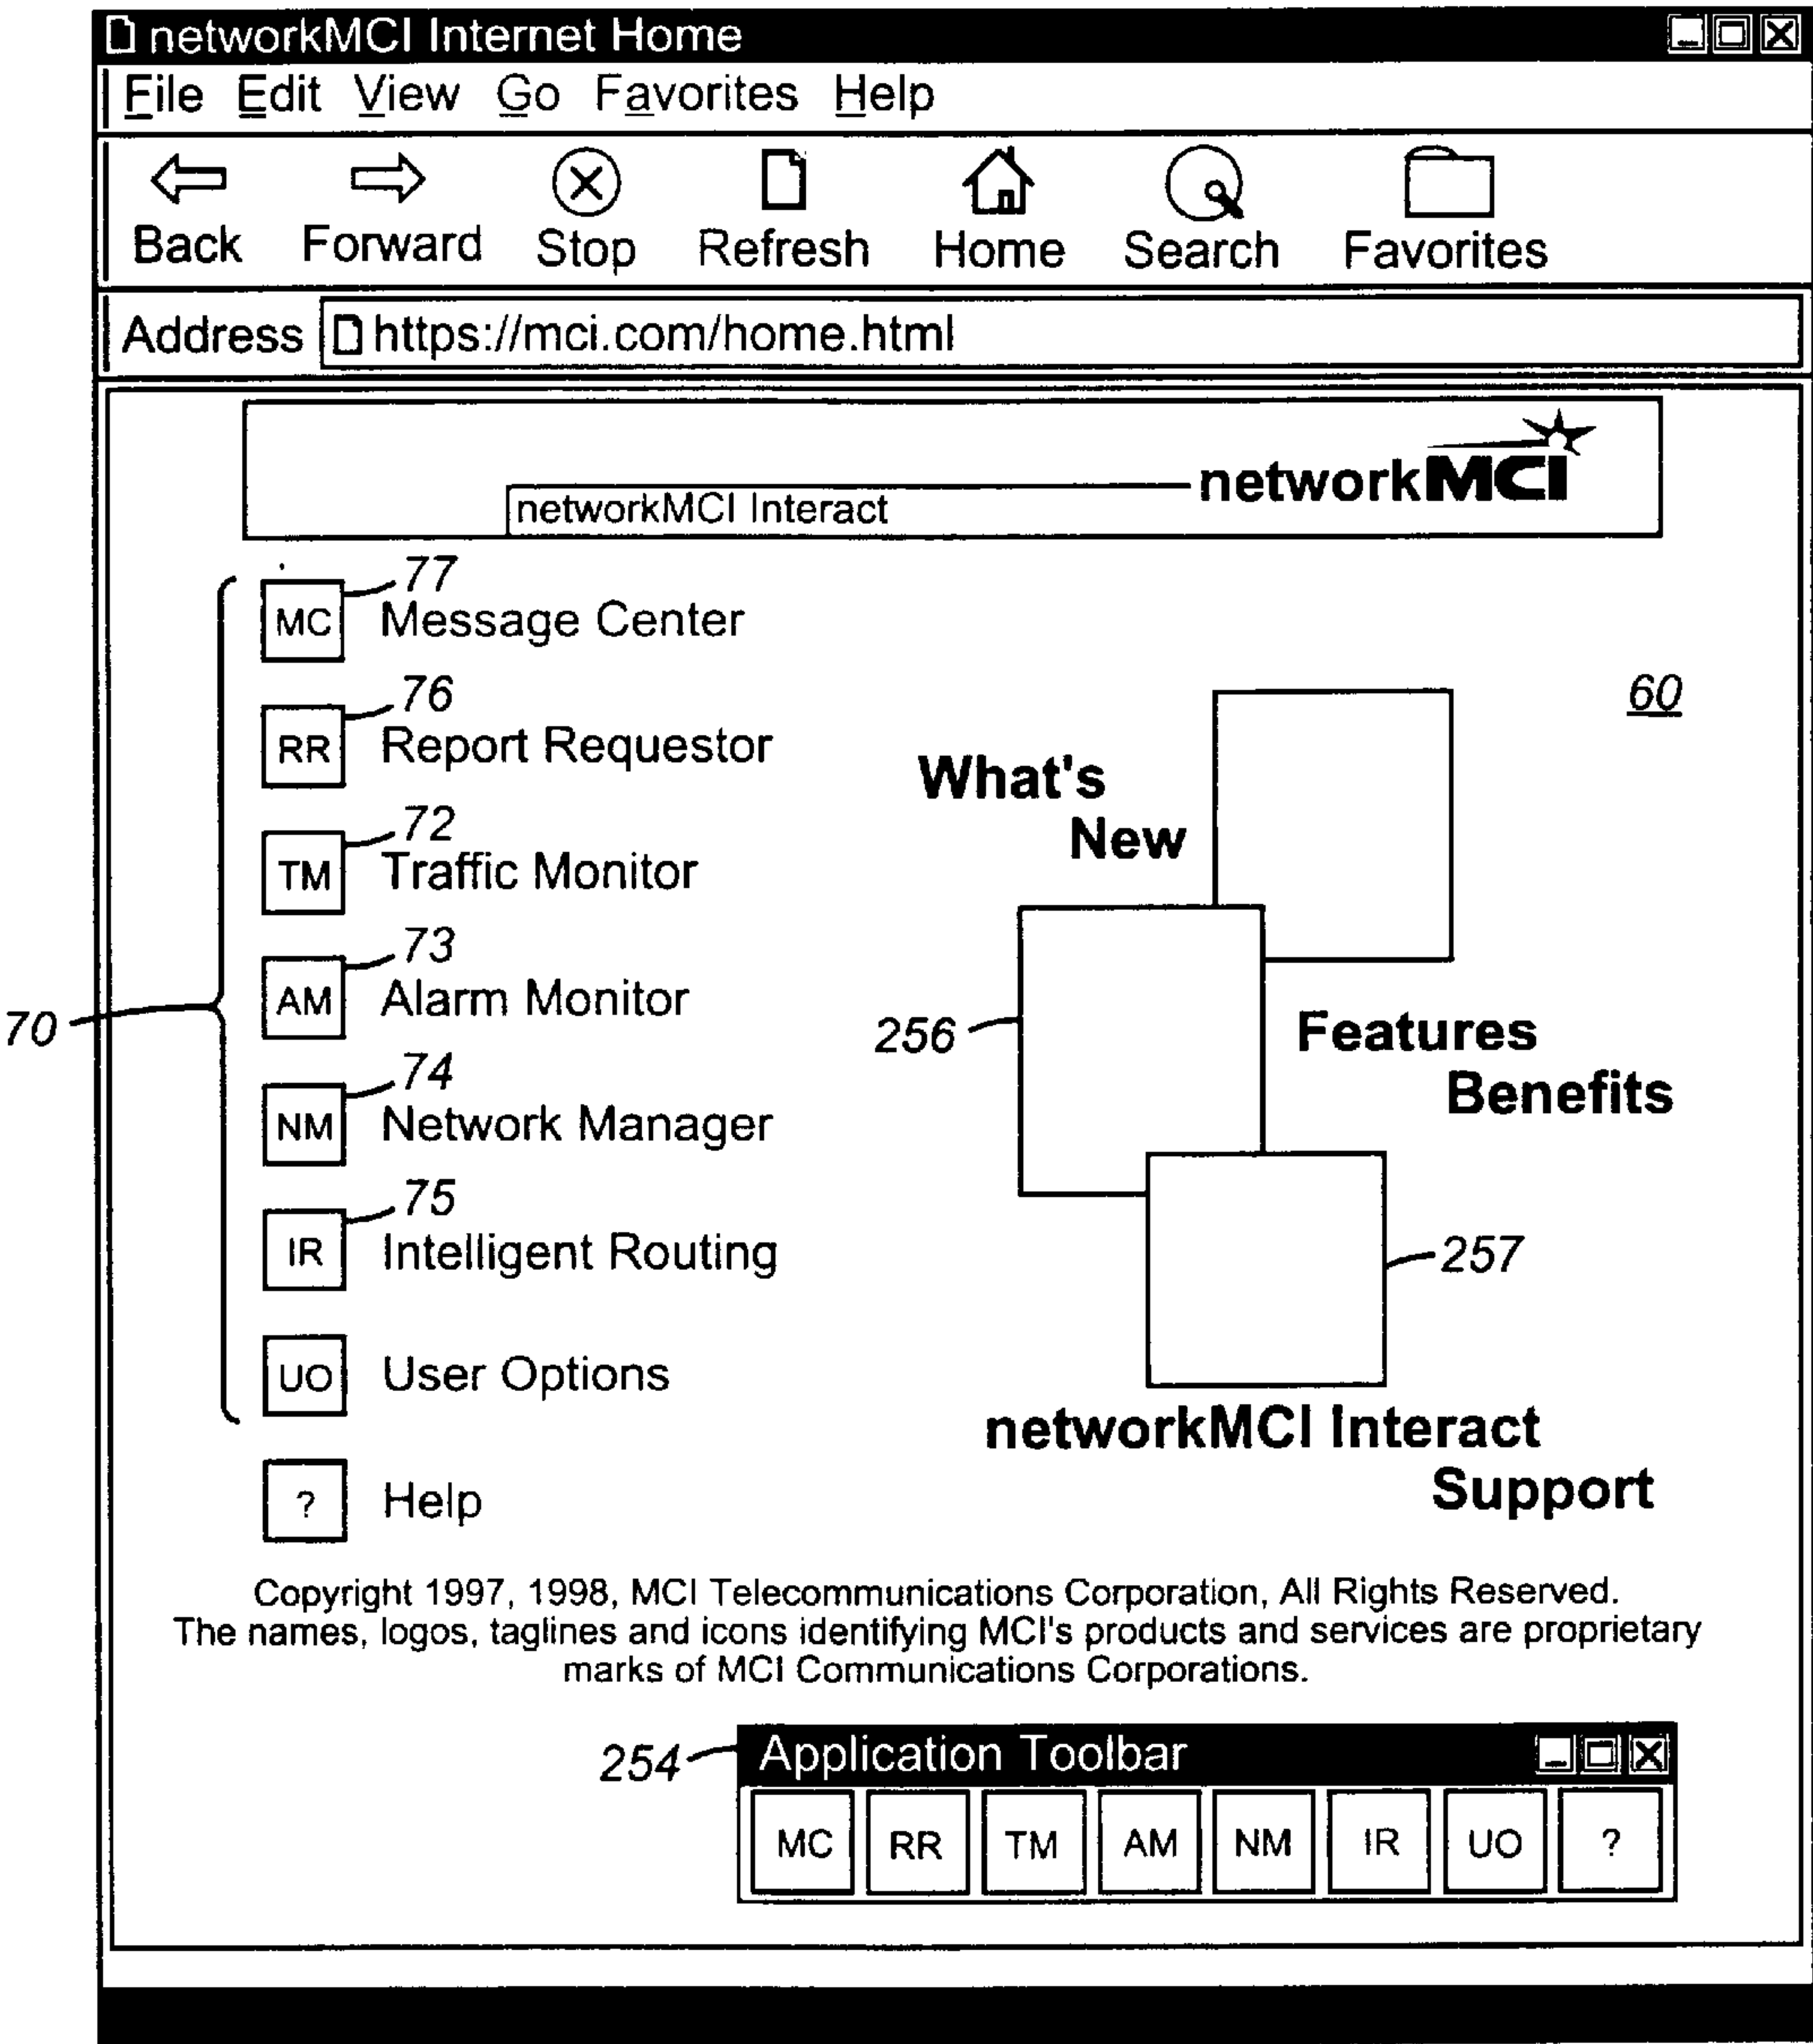 networkMCI Internet Home
File Edit View Go Favorites Help
Back Forward Stop Refresh Home Search Favorites
Address https://mci.com/home.html
networkMCI
networkMCI Interact
77
MC Message Center
76
RR Report Requestor
60
What's
New
72
TM Traffic Monitor
73
AM Alarm Monitor
70
256
Features
Benefits
74
NM Network Manager
75
IR Intelligent Routing
257
UO User Options
networkMCI Interact
Support
? Help
Copyright 1997, 1998, MCI Telecommunications Corporation, All Rights Reserved.
The names, logos, taglines and icons identifying MCI's products and services are proprietary
marks of MCI Communications Corporations.
254
Application Toolbar
MC RR TM AM NM IR UO ?